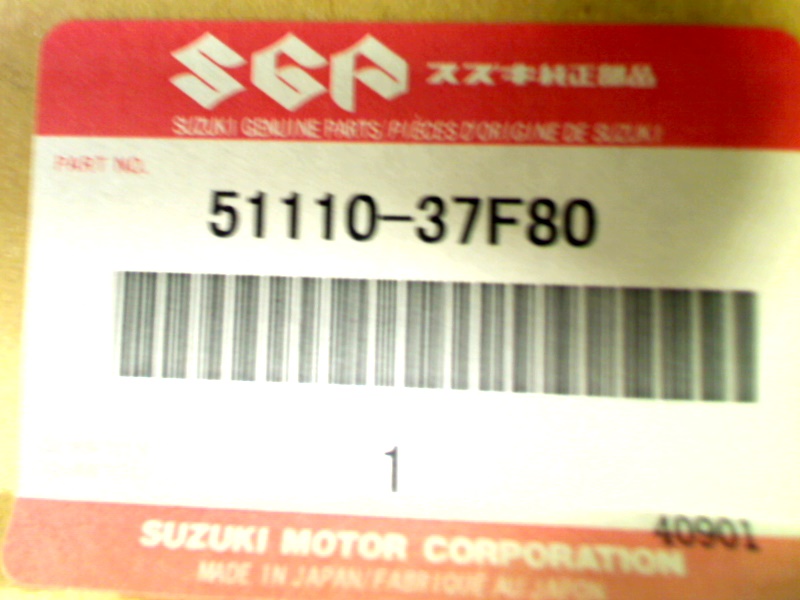 SGP スズキ純正部品
SUZUKI GENUINE PARTS/PIÈCES D'ORIGINE DE SUZUKI
PART NO.
51110-37F80
1
40901
SUZUKI MOTOR CORPORATION
MADE IN JAPAN/FABRIQUÉ AU JAPON